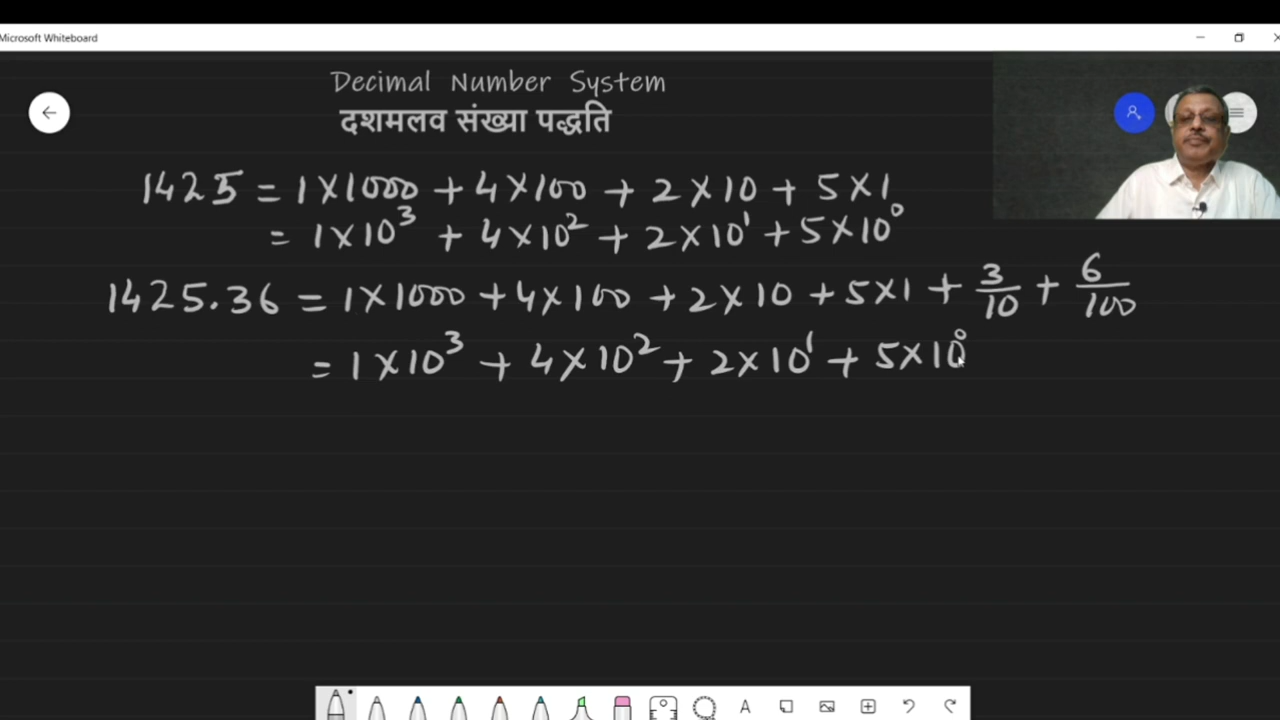 Microsoft Whiteboard
Decimal Number System
दशमलव संख्या पद्धति
1425 = 1×1000 + 4×100 + 2×10 + 5×1
= 1×10³ + 4×10² + 2×10¹ + 5×10⁰
1425.36 = 1×1000 + 4×100 + 2×10 + 5×1 + 3/10 + 6/100
= 1×10³ + 4×10² + 2×10¹ + 5×10⁰
A